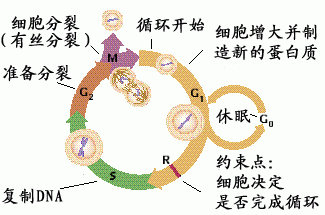 细胞分裂
(有丝分裂)
循环开始
细胞增大并制
造新的蛋白质
M
准备分裂
G2
G1
休眠
G0
R
约束点:
细胞决定
是否完成循环
S
复制DNA